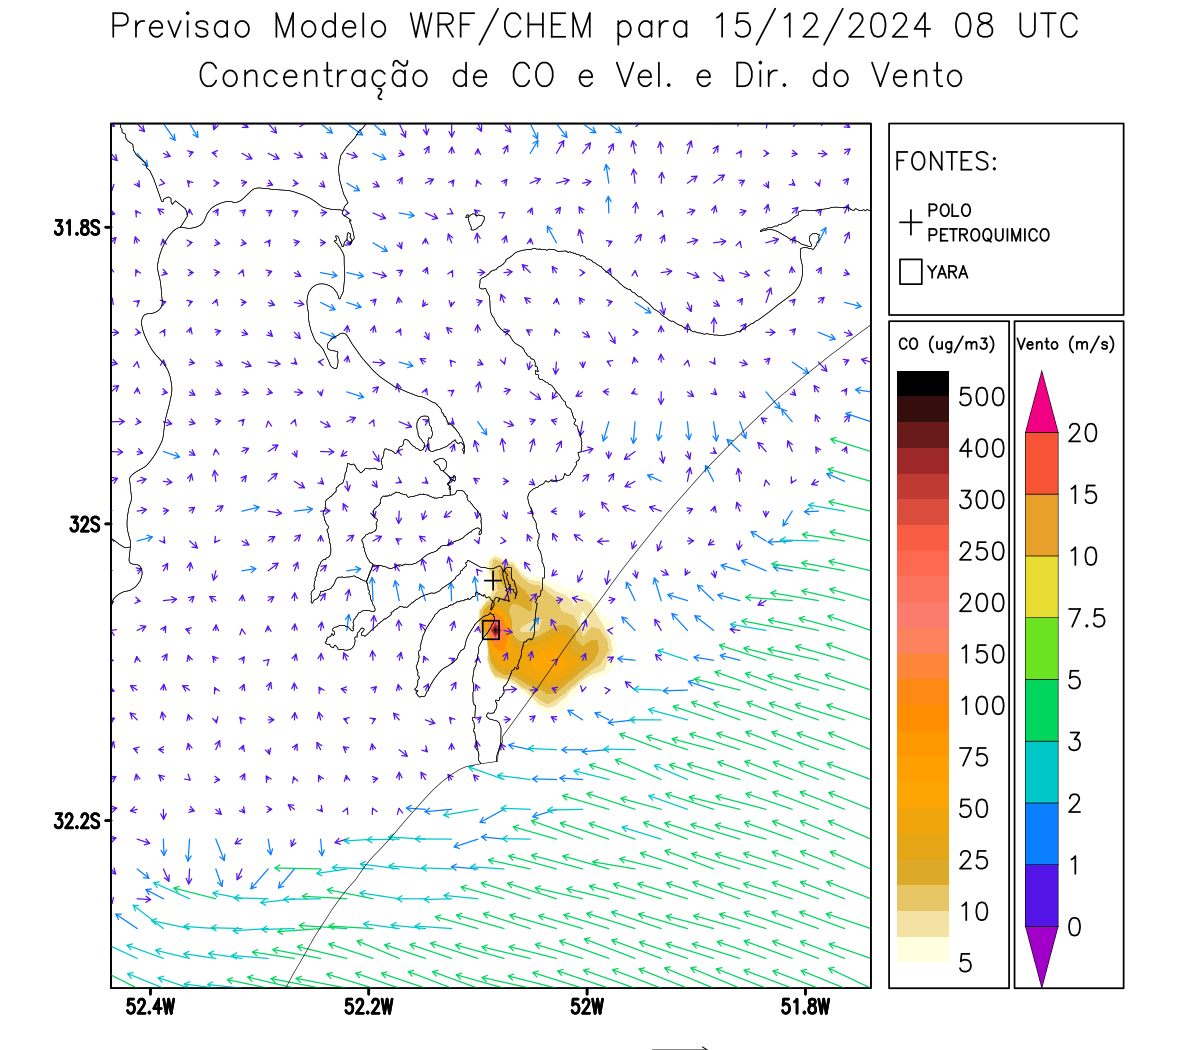 Previsao Modelo WRF/CHEM para 15/12/2024 08 UTC
Concentração de CO e Vel. e Dir. do Vento
FONTES:
POLO
PETROQUIMICO
YARA
CO (ug/m3)
500
400
300
250
200
150
100
75
50
25
10
5
Vento (m/s)
20
15
10
7.5
5
3
2
1
0
31.8S
32S
32.2S
52.4W
52.2W
52W
51.8W